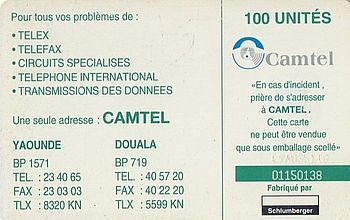 Pour tous vos problèmes de :
• TELEX
• TELEFAX
• CIRCUITS SPECIALISES
• TELEPHONE INTERNATIONAL
• TRANSMISSIONS DES DONNEES
Une seule adresse : CAMTEL
YAOUNDE
BP 1571
TEL. : 23 40 65
FAX : 23 03 03
TLX : 8320 KN
DOUALA
BP 719
TEL. : 40 57 20
FAX : 40 22 20
TLX : 5599 KN
100 UNITÉS
Camtel
«En cas d'incident,
prière de s'adresser
à CAMTEL.
Cette carte
ne peut être vendue
que sous emballage scellé»
01150138
Fabriqué par
Schlumberger